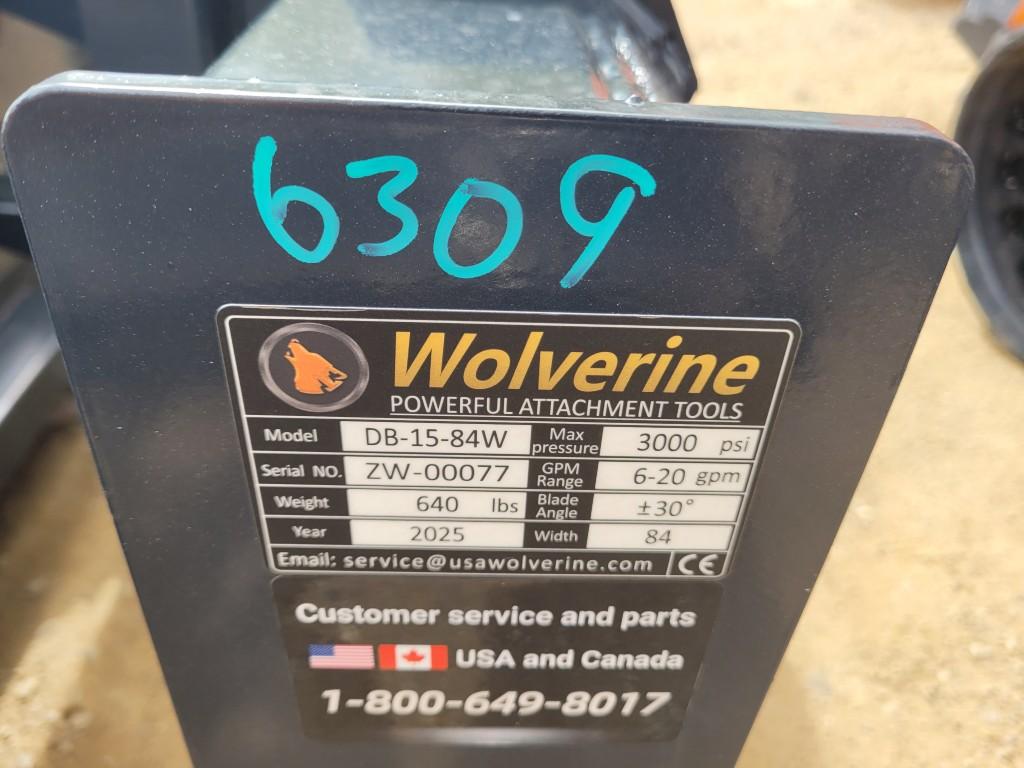 6309
Wolverine
POWERFUL ATTACHMENT TOOLS
Model DB-15-84W Max pressure 3000 psi
Serial NO. ZW-00077 GPM Range 6-20 gpm
Weight 640 lbs Blade Angle ±30°
Year 2025 Width 84
Email: service@usawolverine.com CE
Customer service and parts
USA and Canada
1-800-649-8017